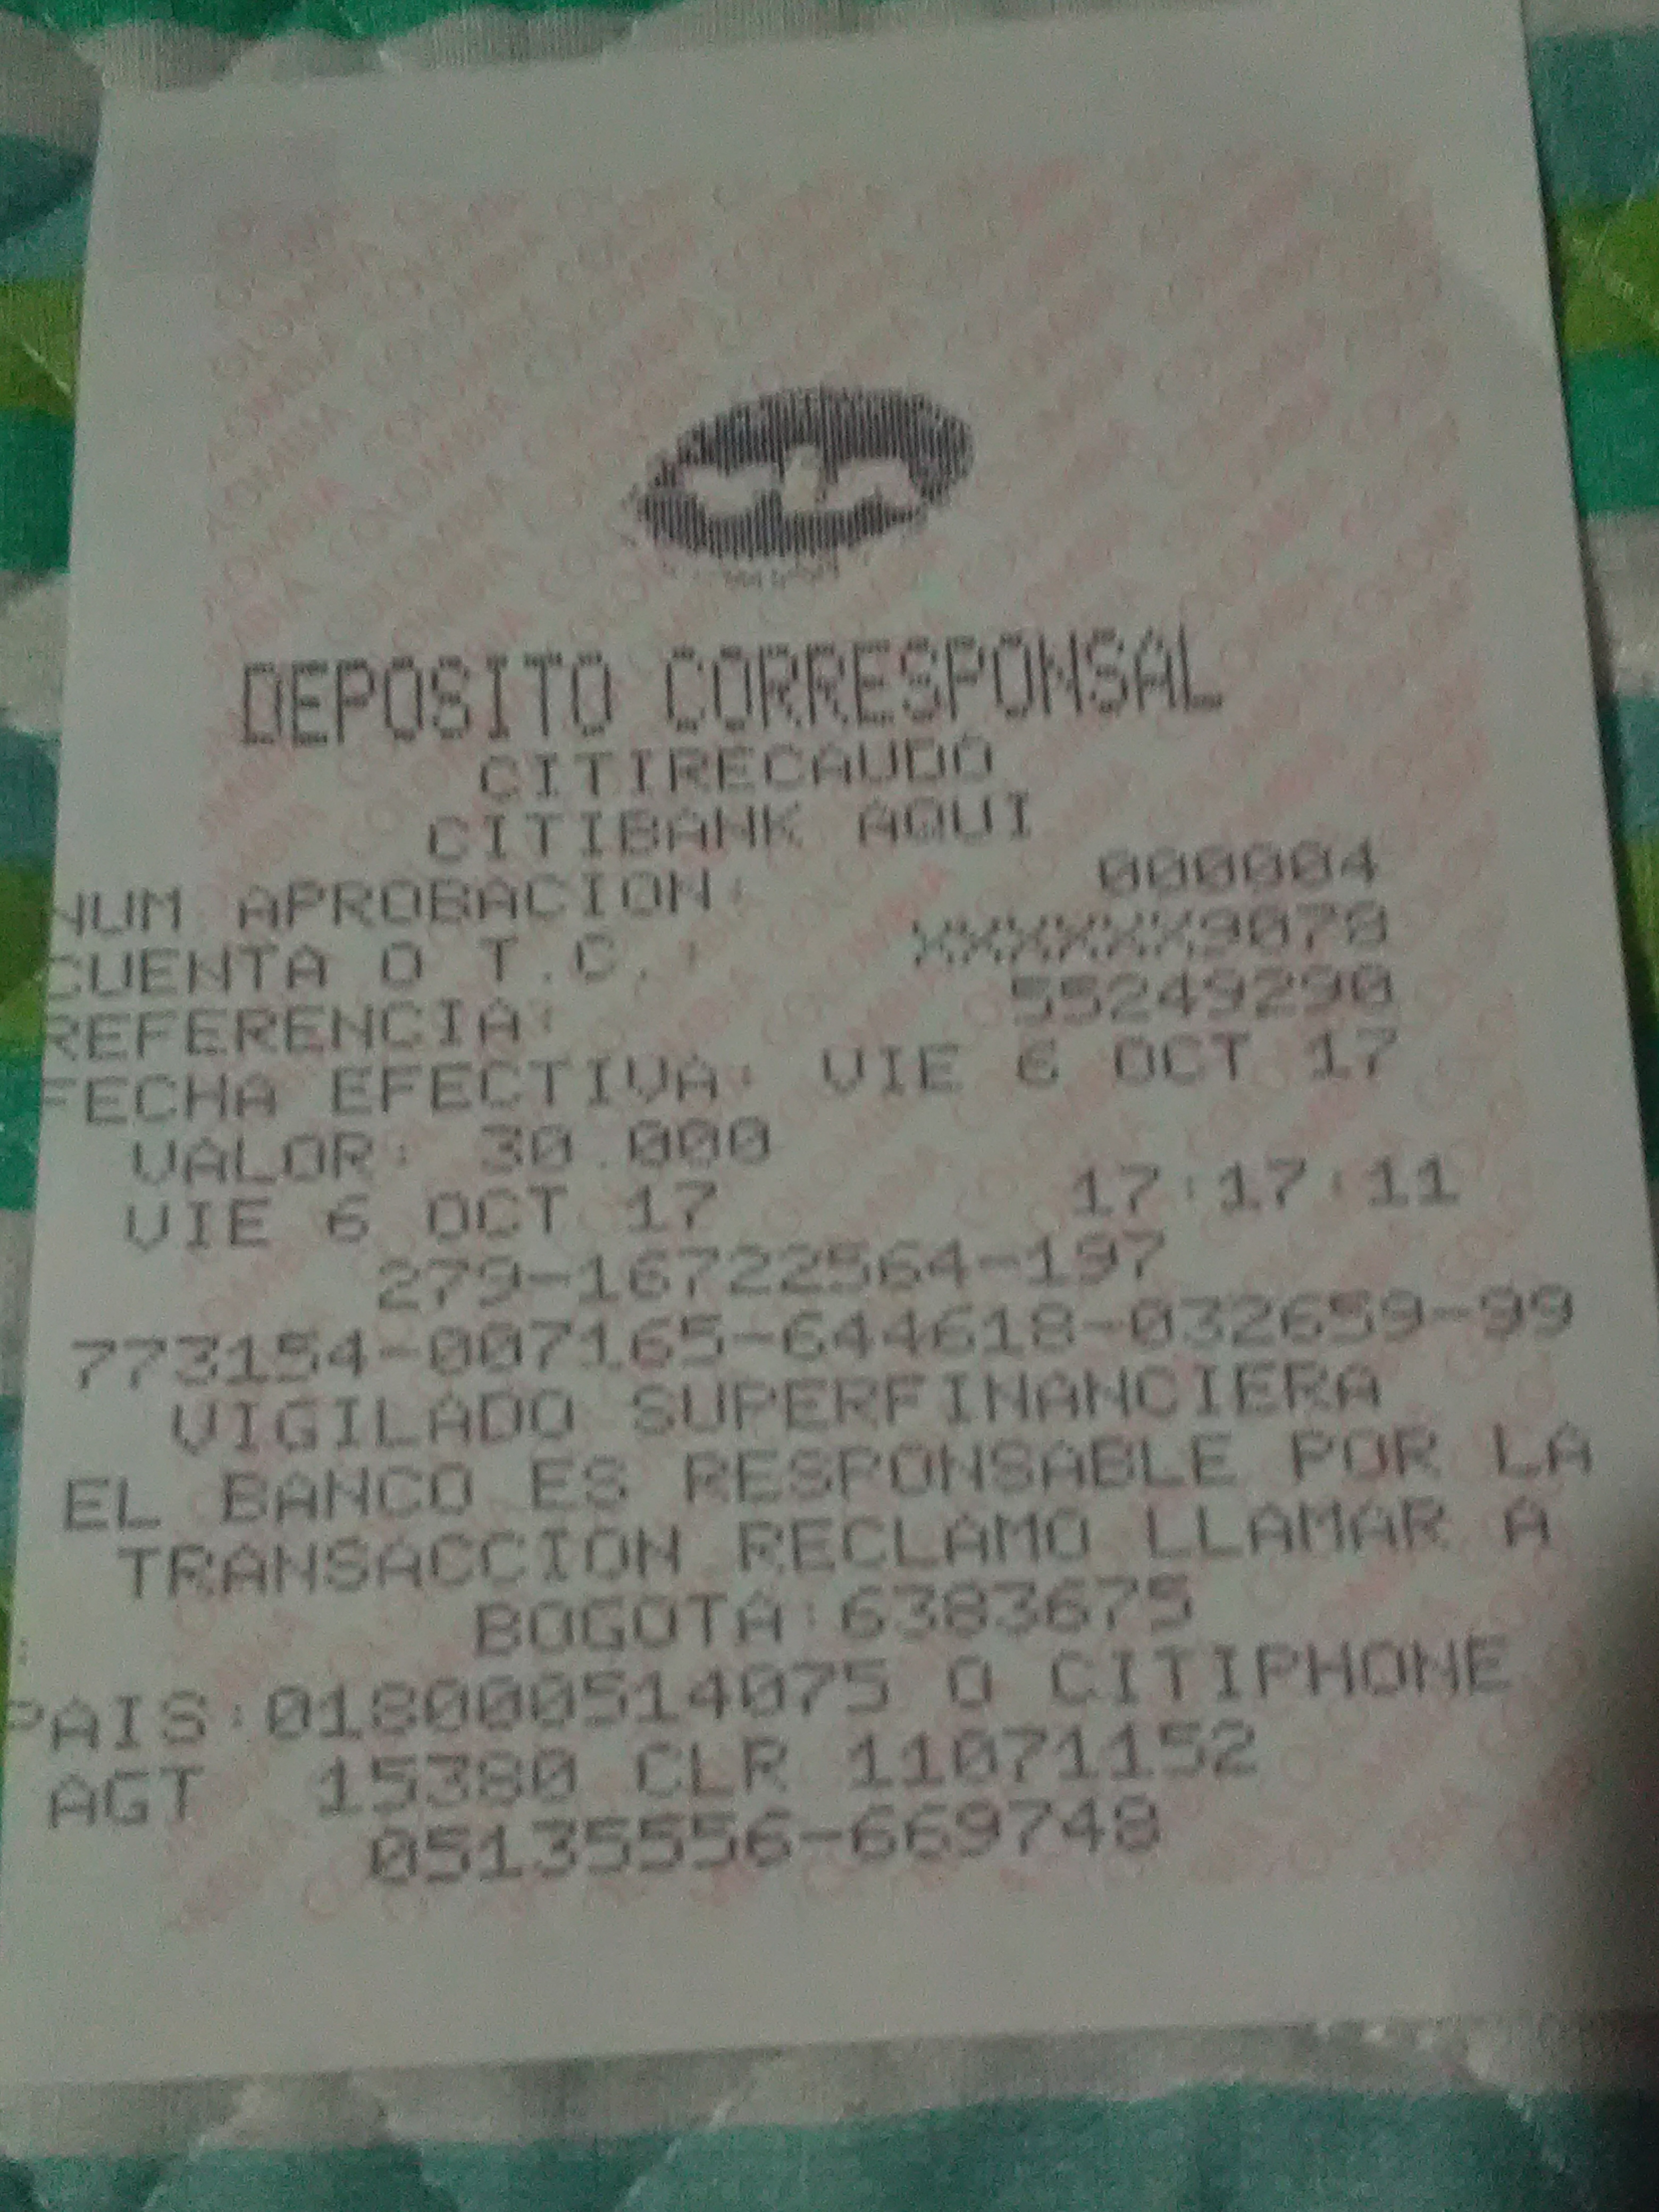 DEPOSITO CORRESPONSAL
CITIRECAUDO
CITIBANK AQUI
NUM APROBACION: 000004
CUENTA O T.C.: XXXXXX9078
REFERENCIA: 55249290
FECHA EFECTIVA: VIE 6 OCT 17
VALOR: 30.000
VIE 6 OCT 17 17:17:11
279-16722564-197
773154-007165-644618-032659-99
VIGILADO SUPERFINANCIERA
EL BANCO ES RESPONSABLE POR LA
TRANSACCION RECLAMO LLAMAR A
BOGOTA:6383675
PAIS:018000514075 O CITIPHONE
AGT 15380 CLR 11071152
05135556-669748